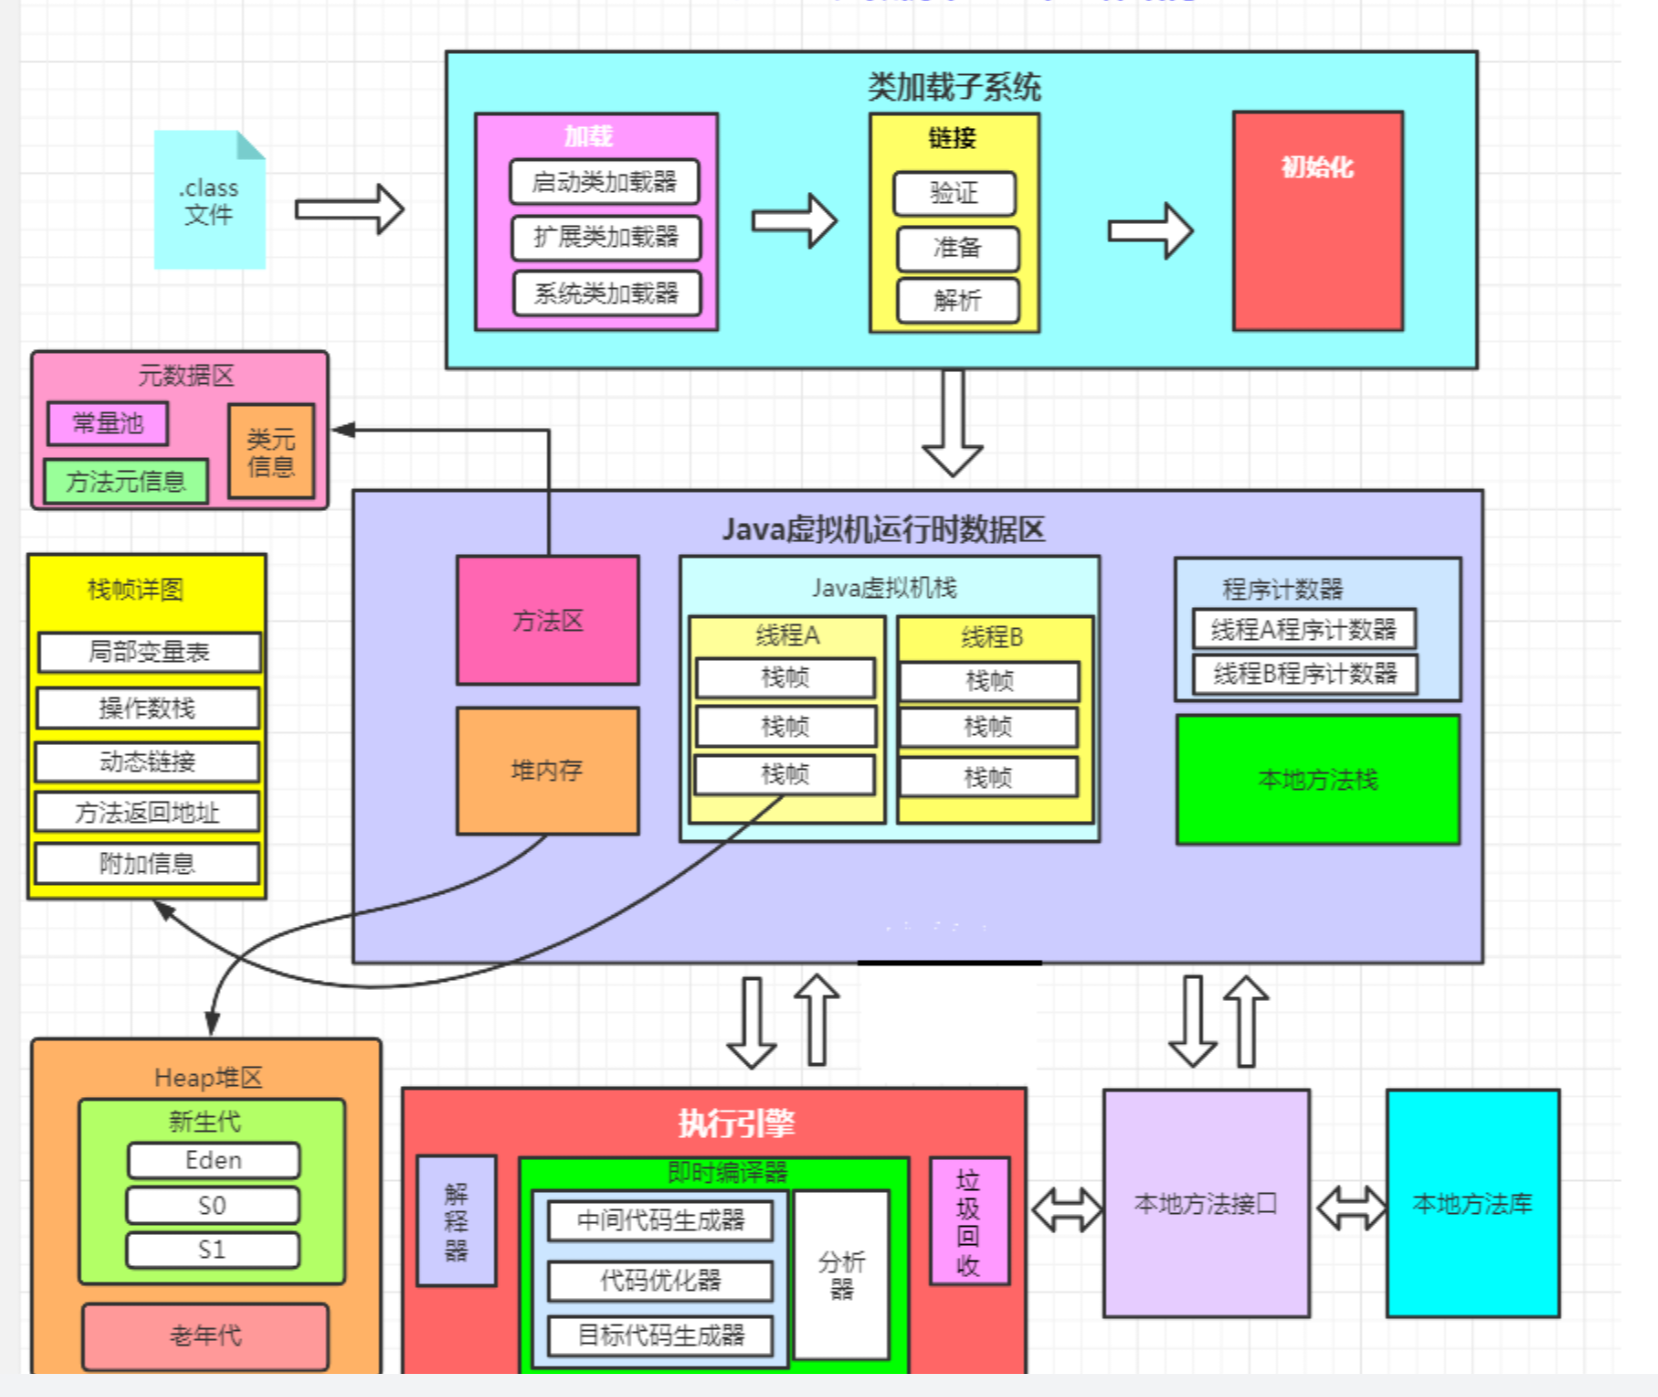 类加载子系统
.class
文件
加载
启动类加载器
扩展类加载器
系统类加载器
链接
验证
准备
解析
初始化
元数据区
常量池
方法元信息
类元
信息
栈帧详图
局部变量表
操作数栈
动态链接
方法返回地址
附加信息
Java虚拟机运行时数据区
方法区
堆内存
Java虚拟机栈
线程A
栈帧
栈帧
栈帧
线程B
栈帧
栈帧
栈帧
程序计数器
线程A程序计数器
线程B程序计数器
本地方法栈
Heap堆区
新生代
Eden
S0
S1
老年代
执行引擎
解
释
器
即时编译器
中间代码生成器
代码优化器
目标代码生成器
分析
器
垃
圾
回
收
本地方法接口
本地方法库